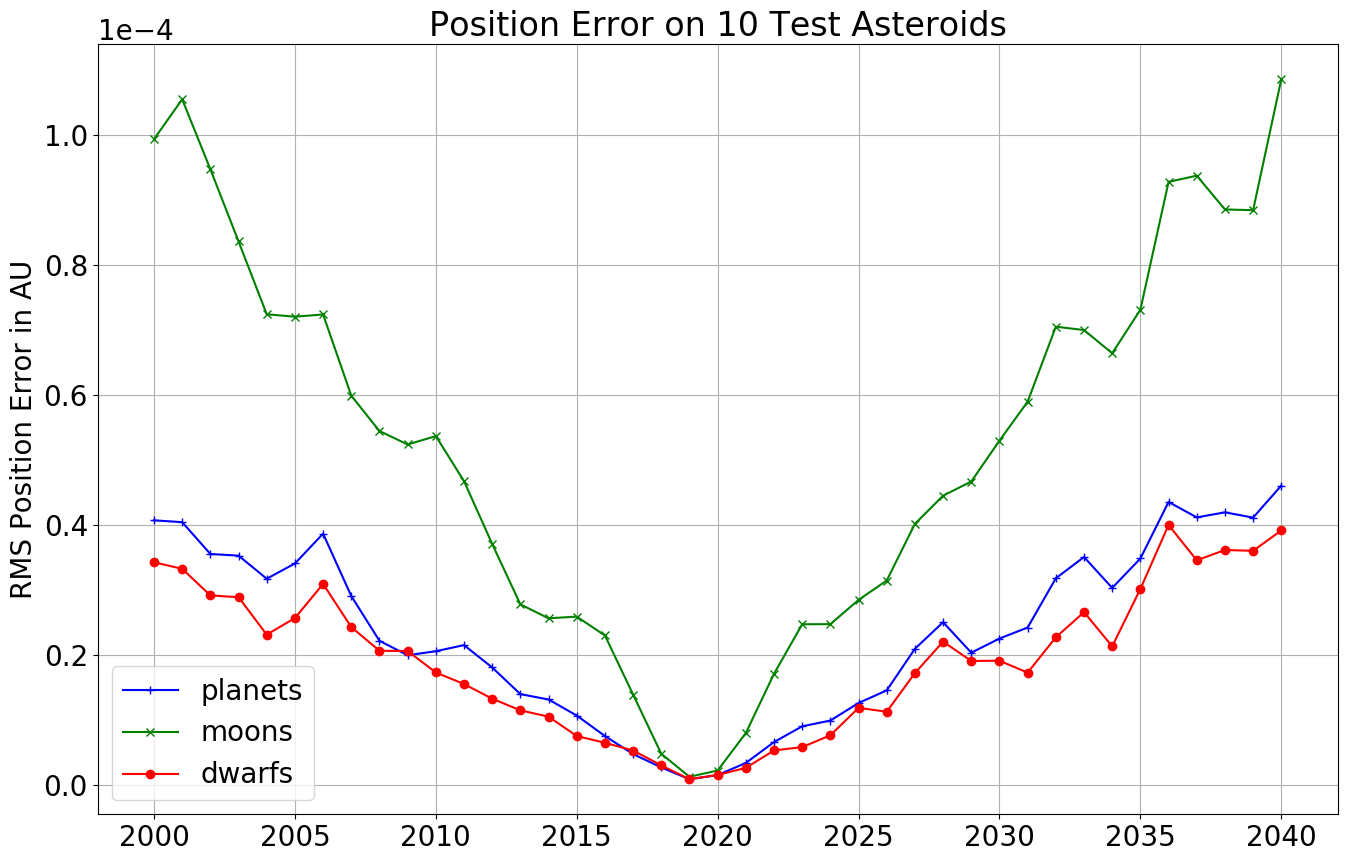 Position Error on 10 Test Asteroids
1e−4
RMS Position Error in AU
1.0
0.8
0.6
0.4
0.2
0.0
planets
moons
dwarfs
2000 2005 2010 2015 2020 2025 2030 2035 2040